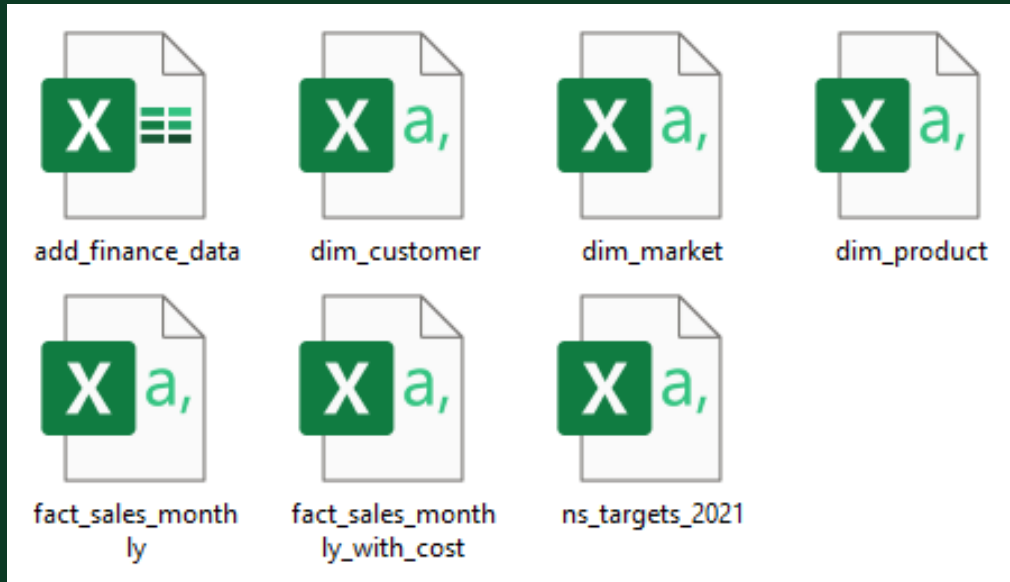 X
X a,
X a,
X a,
add_finance_data
dim_customer
dim_market
dim_product
X a,
X a,
X a,
fact_sales_month
ly
fact_sales_month
ly_with_cost
ns_targets_2021